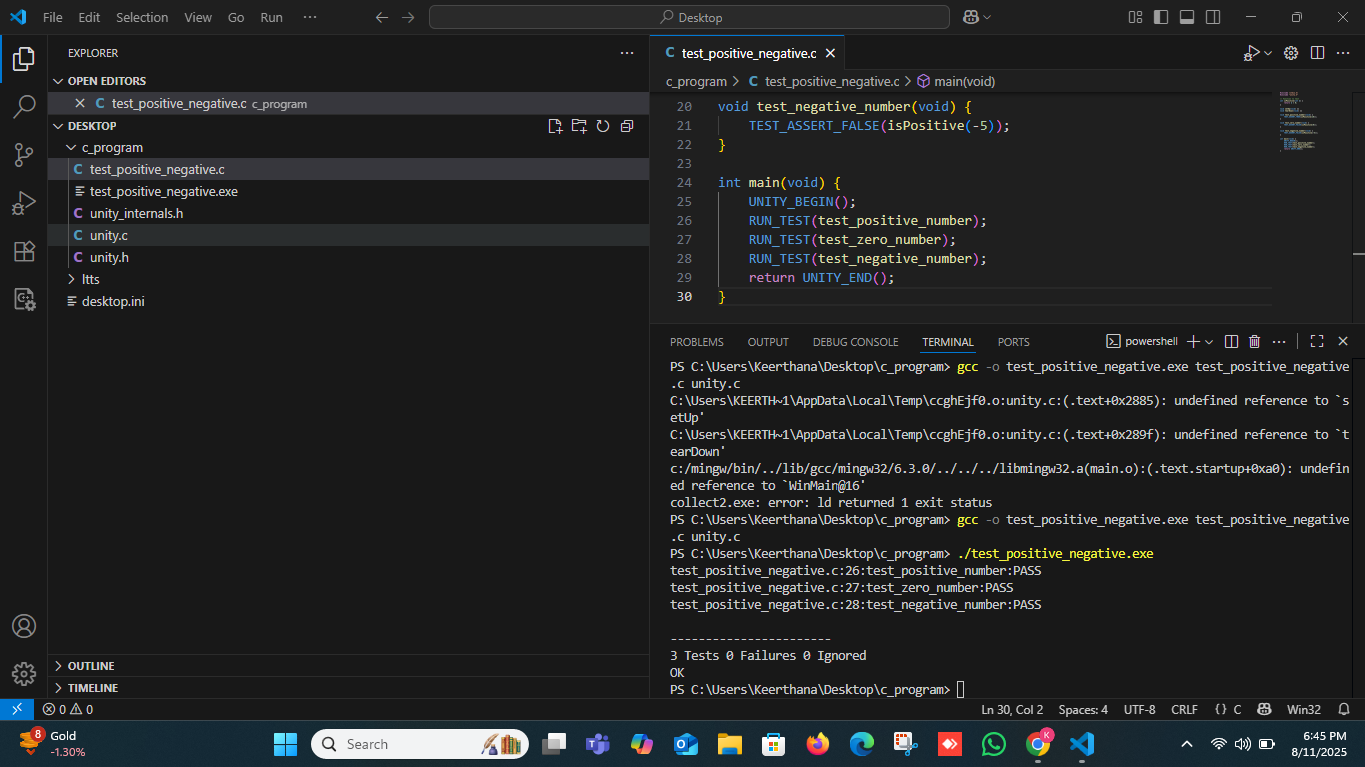 File Edit Selection View Go Run ···
Desktop
EXPLORER
OPEN EDITORS
C test_positive_negative.c c_program
DESKTOP
c_program
C test_positive_negative.c
test_positive_negative.exe
C unity_internals.h
C unity.c
C unity.h
ltts
desktop.ini
OUTLINE
TIMELINE
C test_positive_negative.c
c_program > C test_positive_negative.c > main(void)
20 void test_negative_number(void) {
21 TEST_ASSERT_FALSE(isPositive(-5));
22 }
23
24 int main(void) {
25 UNITY_BEGIN();
26 RUN_TEST(test_positive_number);
27 RUN_TEST(test_zero_number);
28 RUN_TEST(test_negative_number);
29 return UNITY_END();
30 }
PROBLEMS OUTPUT DEBUG CONSOLE TERMINAL PORTS
powershell
PS C:\Users\Keerthana\Desktop\c_program> gcc -o test_positive_negative.exe test_positive_negative
.c unity.c
C:\Users\KEERTH~1\AppData\Local\Temp\ccghEjf0.o:unity.c:(.text+0x2885): undefined reference to `s
etUp'
C:\Users\KEERTH~1\AppData\Local\Temp\ccghEjf0.o:unity.c:(.text+0x289f): undefined reference to `t
earDown'
c:/mingw/bin/../lib/gcc/mingw32/6.3.0/../../../libmingw32.a(main.o):(.text.startup+0xa0): undefin
ed reference to `WinMain@16'
collect2.exe: error: ld returned 1 exit status
PS C:\Users\Keerthana\Desktop\c_program> gcc -o test_positive_negative.exe test_positive_negative
.c unity.c
PS C:\Users\Keerthana\Desktop\c_program> ./test_positive_negative.exe
test_positive_negative.c:26:test_positive_number:PASS
test_positive_negative.c:27:test_zero_number:PASS
test_positive_negative.c:28:test_negative_number:PASS
-----------------------
3 Tests 0 Failures 0 Ignored
OK
PS C:\Users\Keerthana\Desktop\c_program>
0 0
Ln 30, Col 2 Spaces: 4 UTF-8 CRLF {} C Win32
8
Gold
-1.30%
Search
K
6:45 PM
8/11/2025